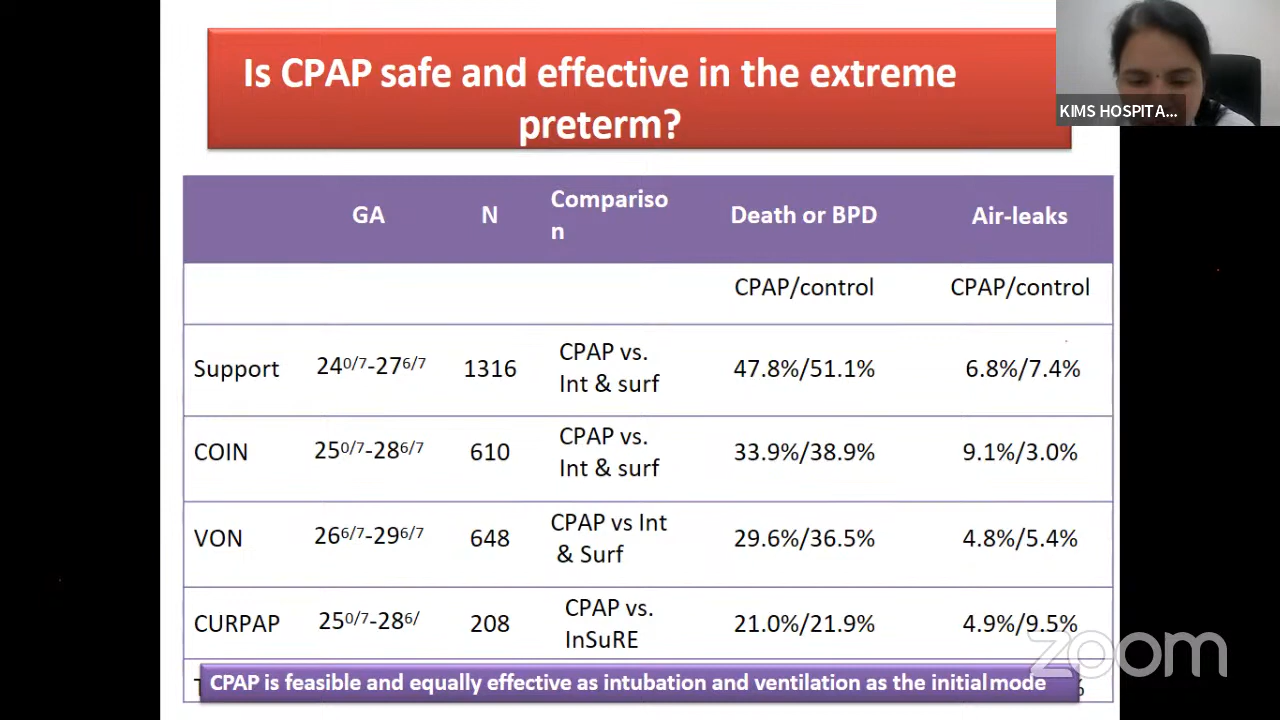 Is CPAP safe and effective in the extreme
preterm?
KIMS HOSPITA...
GA N Compariso
n Death or BPD Air-leaks
CPAP/control CPAP/control
Support 24 0/7-27 6/7 1316 CPAP vs.
Int & surf 47.8%/51.1% 6.8%/7.4%
COIN 25 0/7-28 6/7 610 CPAP vs.
Int & surf 33.9%/38.9% 9.1%/3.0%
VON 26 6/7-29 6/7 648 CPAP vs Int
& Surf 29.6%/36.5% 4.8%/5.4%
CURPAP 25 0/7-28 6/ 208 CPAP vs.
InSuRE 21.0%/21.9% 4.9%/9.5%
CPAP is feasible and equally effective as intubation and ventilation as the initial mode
zoom